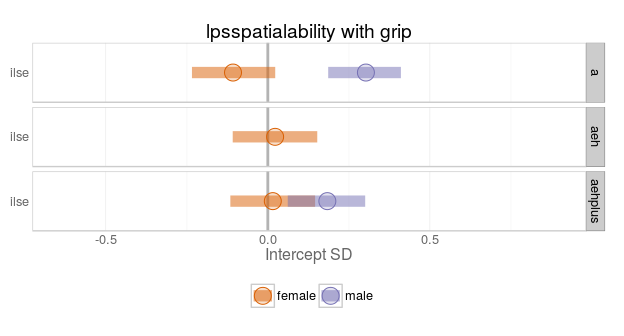 lpsspatialability with grip
ilse
a
ilse
aeh
ilse
aehplus
-0.5 0.0 0.5
Intercept SD
female male